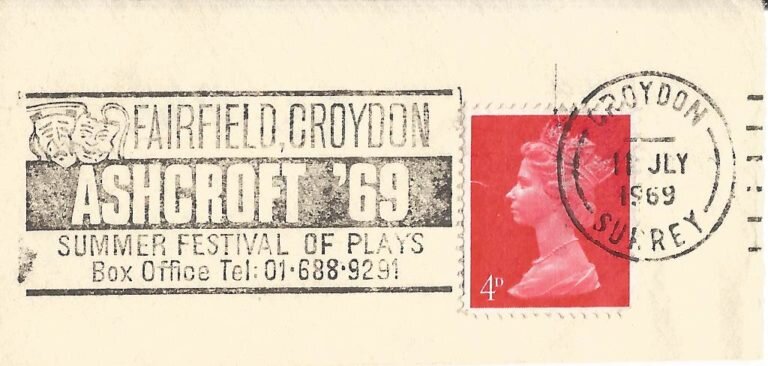 FAIRFIELD, CROYDON
ASHCROFT '69
SUMMER FESTIVAL OF PLAYS
Box Office Tel: 01·688·9291
4D
CROYDON
JLY
1969
SURREY